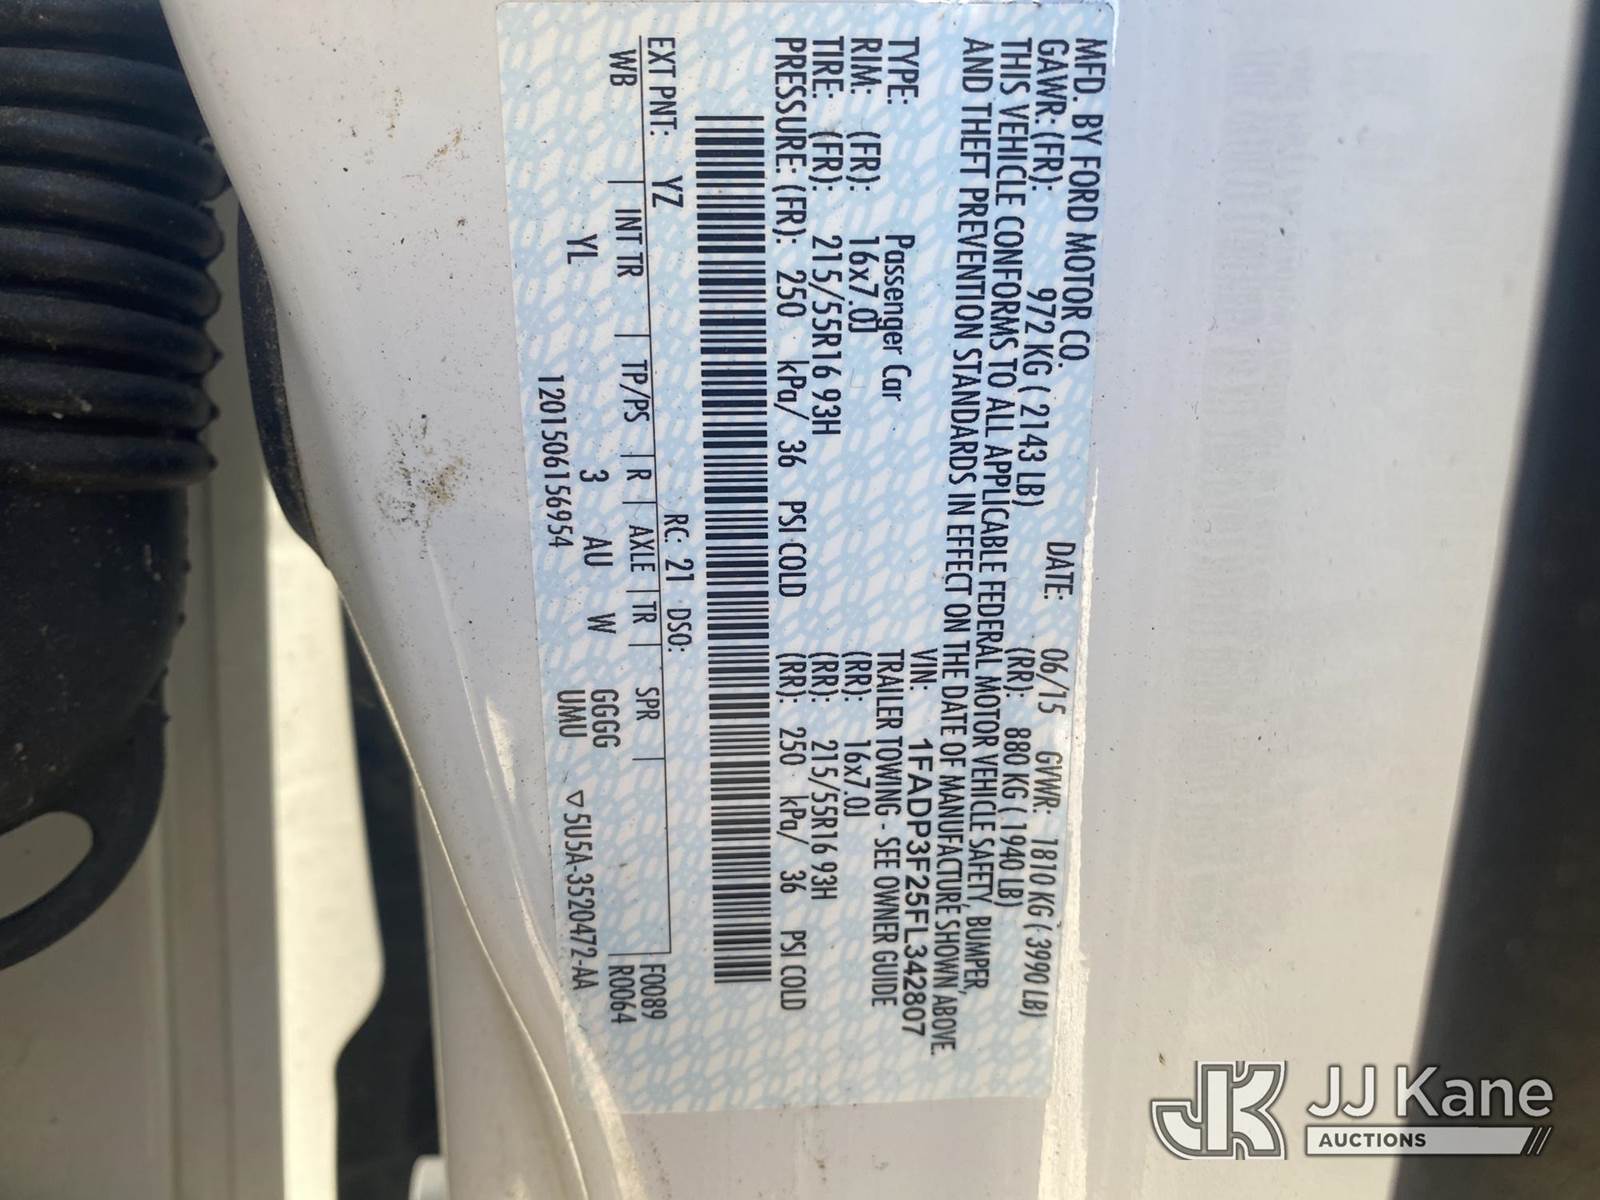 MFD. BY FORD MOTOR CO.
DATE: 06/15 GVWR: 1810 KG ( 3990 LB)
GAWR: (FR): 972 KG ( 2143 LB) (RR): 880 KG ( 1940 LB)
THIS VEHICLE CONFORMS TO ALL APPLICABLE FEDERAL MOTOR VEHICLE SAFETY, BUMPER,
AND THEFT PREVENTION STANDARDS IN EFFECT ON THE DATE OF MANUFACTURE SHOWN ABOVE.
VIN: 1FADP3F25FL342807
TYPE: Passenger Car TRAILER TOWING - SEE OWNER GUIDE
RIM: (FR): 16x7.0J (RR): 16x7.0J
TIRE: (FR): 215/55R16 93H (RR): 215/55R16 93H
PRESSURE: (FR): 250 kPa/ 36 PSI COLD (RR): 250 kPa/ 36 PSI COLD
EXT PNT: YZ RC: 21 DSO: F0089
WB INT TR TP/PS R AXLE TR SPR R0064
YL 3 AU W GGGG
UMU
120150615695​4 ▽5U5A-3520472-AA
JJ Kane
AUCTIONS